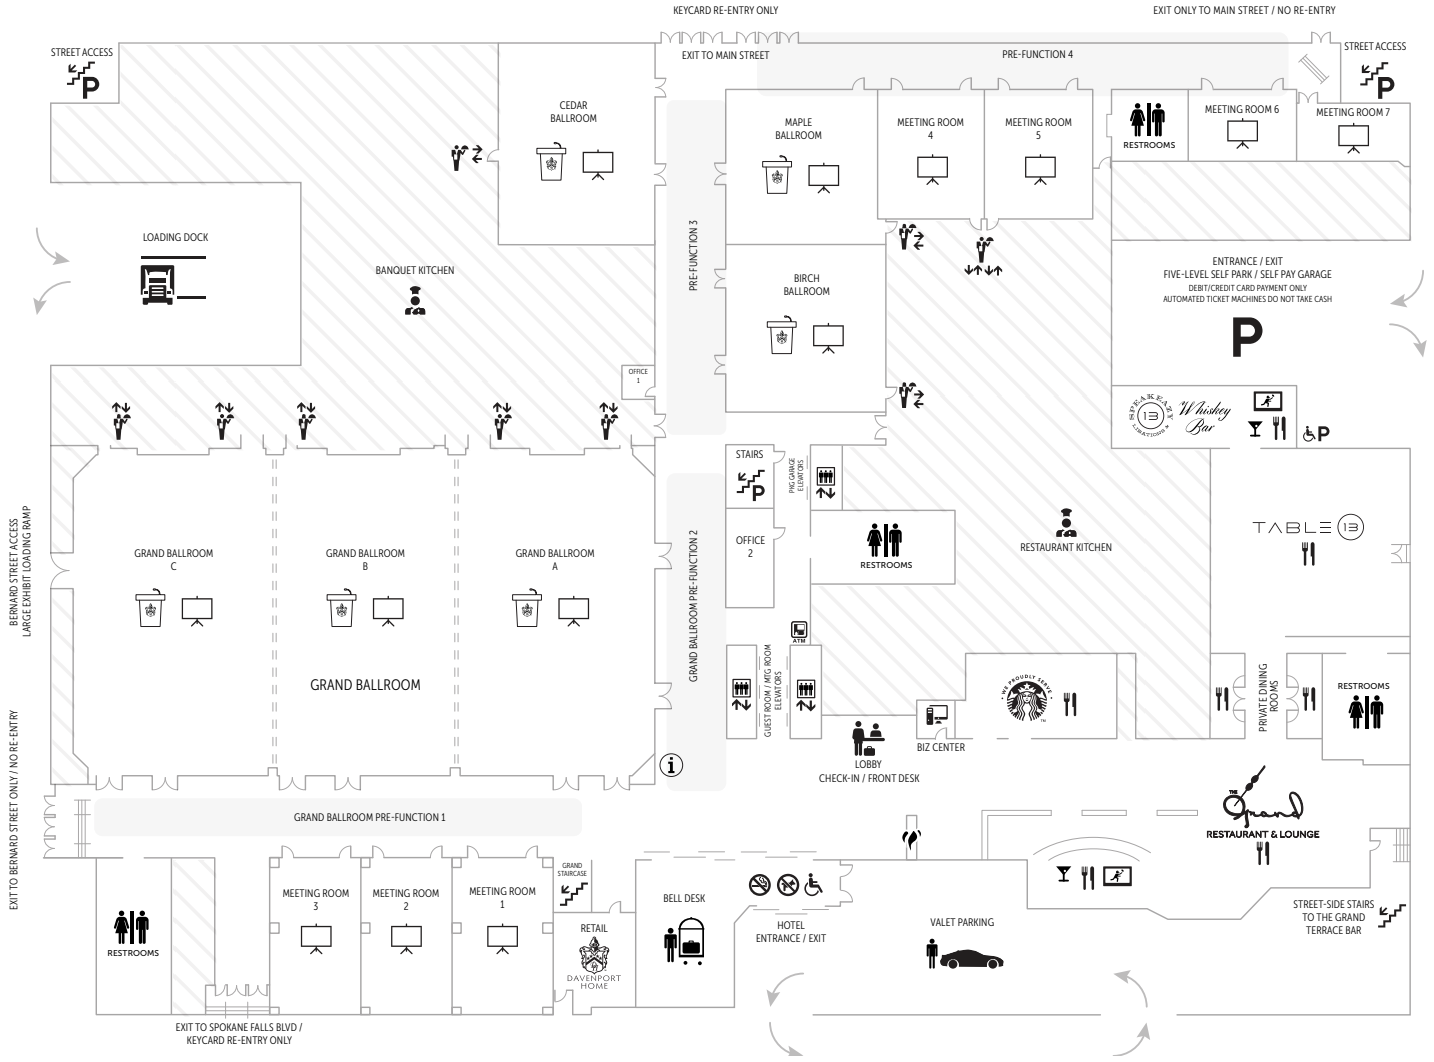 KEYCARD RE-ENTRY ONLY
EXIT ONLY TO MAIN STREET / NO RE-ENTRY
STREET ACCESS
P
EXIT TO MAIN STREET
PRE-FUNCTION 4
STREET ACCESS
P
CEDAR
BALLROOM
MAPLE
BALLROOM
MEETING ROOM
4
MEETING ROOM
5
RESTROOMS
MEETING ROOM 6
MEETING ROOM 7
LOADING DOCK
BANQUET KITCHEN
PRE-FUNCTION 3
BIRCH
BALLROOM
ENTRANCE / EXIT
FIVE-LEVEL SELF PARK / SELF PAY GARAGE
DEBIT/CREDIT CARD PAYMENT ONLY
AUTOMATED TICKET MACHINES DO NOT TAKE CASH
P
OFFICE
1
SPEAKEAZY
13
LIBATIONS &
Whiskey
Bar
P
STAIRS
P
PKG GARAGE
ELEVATORS
BERNARD STREET ACCESS
LARGE EXHIBIT LOADING RAMP
GRAND BALLROOM
C
GRAND BALLROOM
B
GRAND BALLROOM
A
GRAND BALLROOM PRE-FUNCTION 2
OFFICE
2
RESTROOMS
RESTAURANT KITCHEN
TABLE 13
GRAND BALLROOM
ATM
GUEST ROOM / MTG ROOM
ELEVATORS
WE PROUDLY SERVE
TM
PRIVATE DINING
ROOMS
RESTROOMS
EXIT TO BERNARD STREET ONLY / NO RE-ENTRY
i
LOBBY
CHECK-IN / FRONT DESK
BIZ CENTER
GRAND BALLROOM PRE-FUNCTION 1
THE
Grand
RESTAURANT & LOUNGE
RESTROOMS
MEETING ROOM
3
MEETING ROOM
2
MEETING ROOM
1
GRAND
STAIRCASE
RETAIL
DAVENPORT
HOME
BELL DESK
HOTEL
ENTRANCE / EXIT
VALET PARKING
STREET-SIDE STAIRS
TO THE GRAND
TERRACE BAR
EXIT TO SPOKANE FALLS BLVD /
KEYCARD RE-ENTRY ONLY